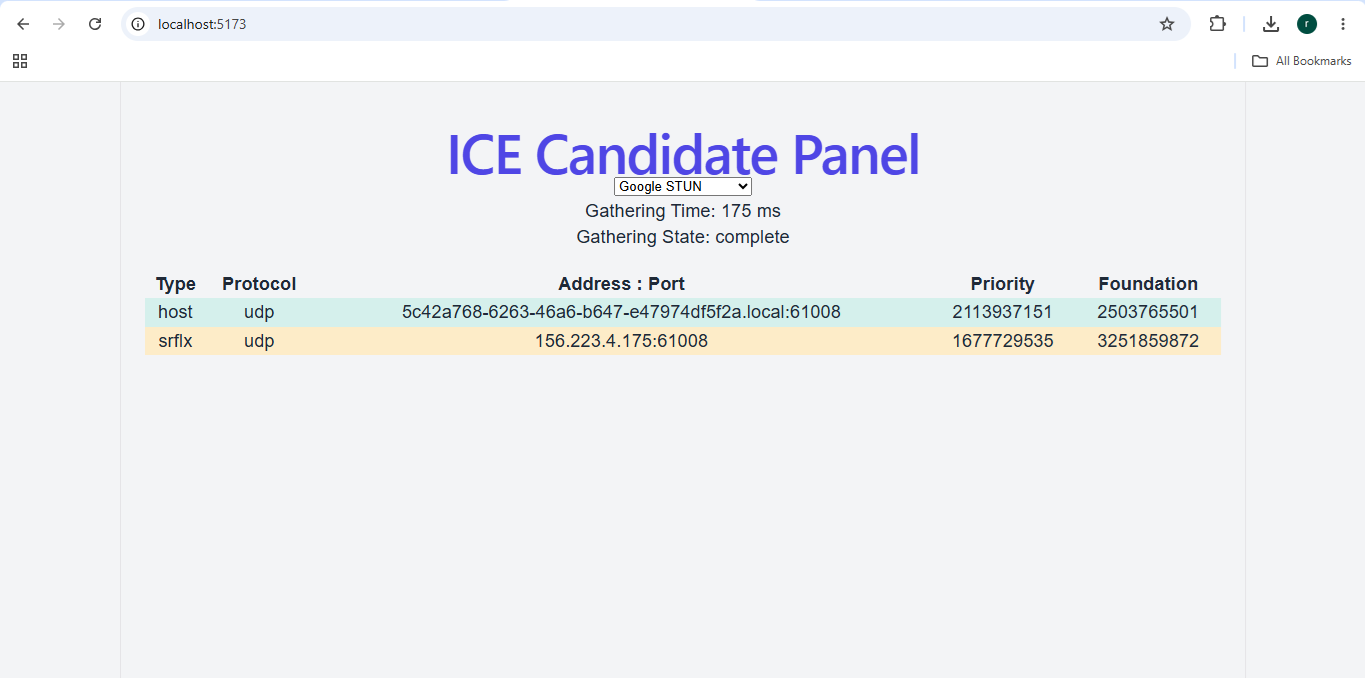 localhost:5173
r
All Bookmarks
ICE Candidate Panel
Google STUN
Gathering Time: 175 ms
Gathering State: complete
Type Protocol Address : Port Priority Foundation
host udp 5c42a768-6263-46a6-b647-e47974df5f2a.local:61008 2113937151 2503765501
srflx udp 156.223.4.175:61008 1677729535 3251859872